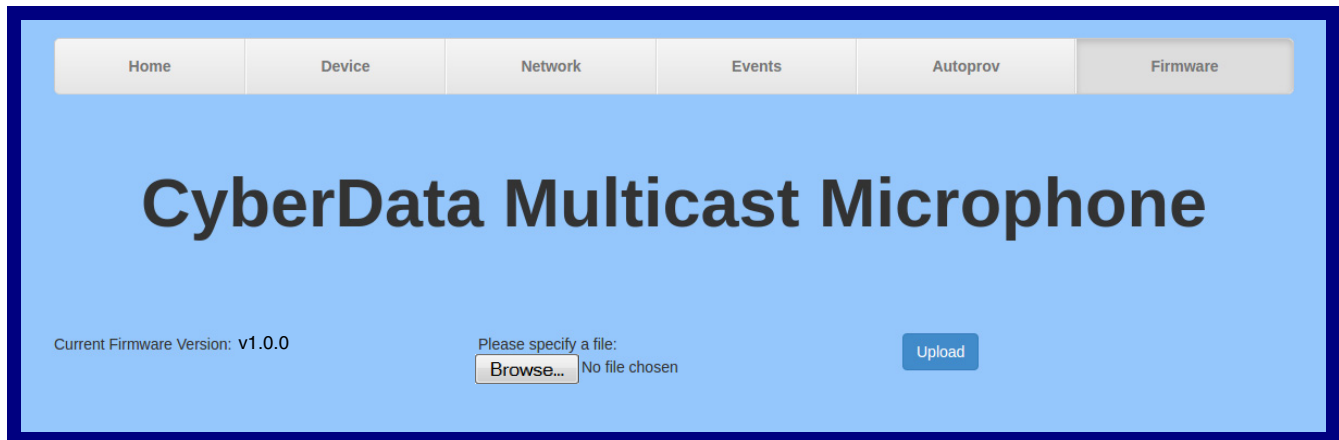 Home Device Network Events Autoprov Firmware
CyberData Multicast Microphone
Current Firmware Version: v1.0.0
Please specify a file:
Browse... No file chosen
Upload